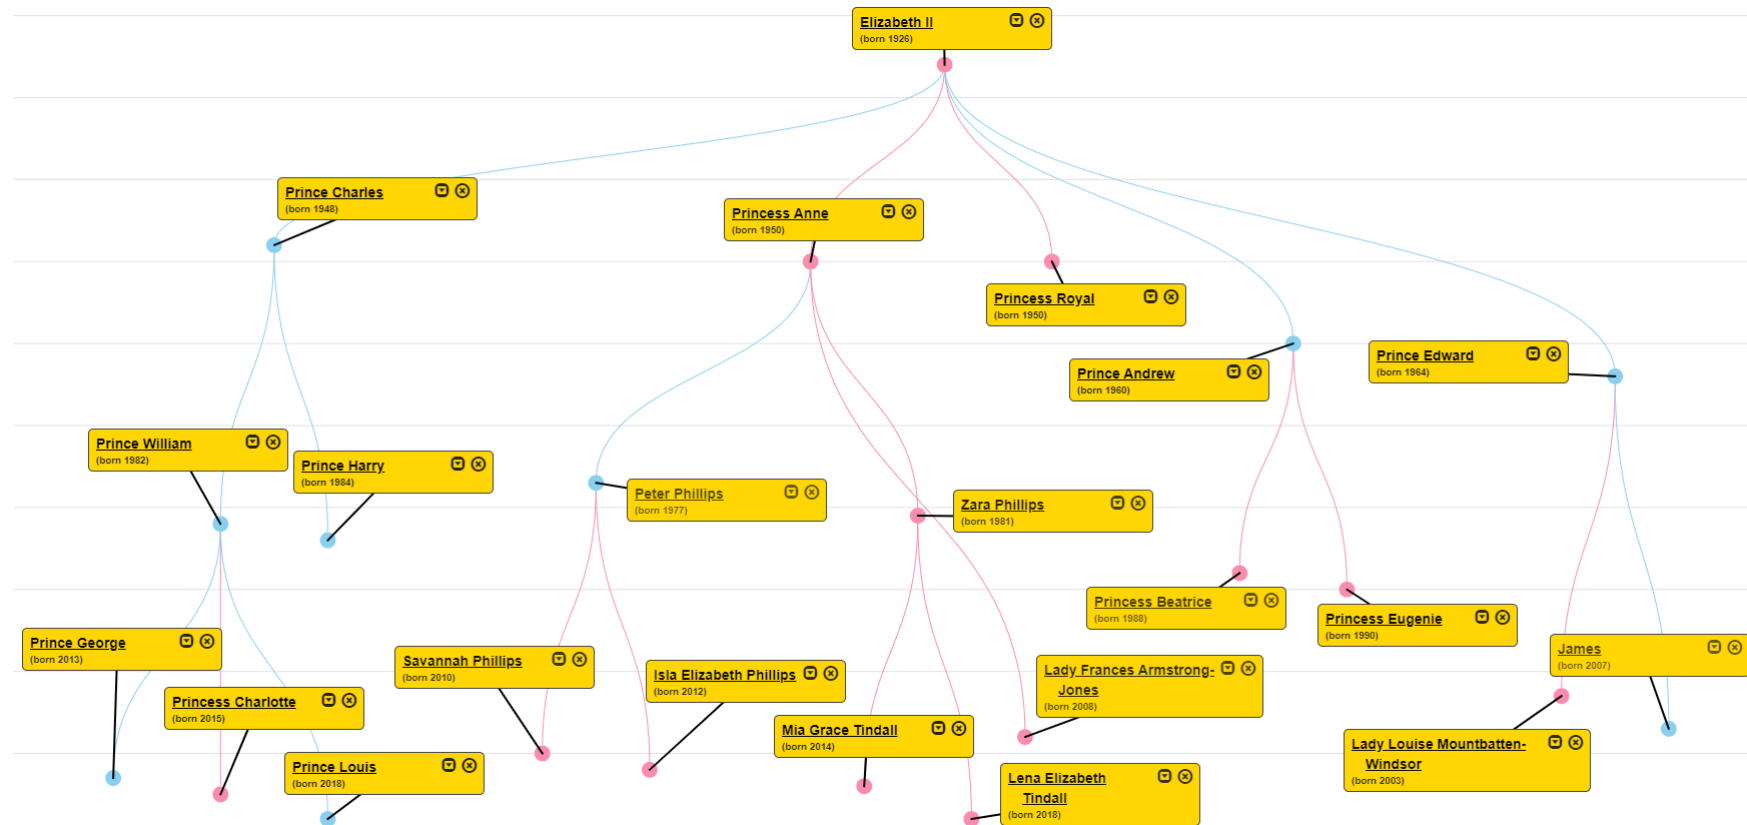 Elizabeth II
(born 1926)
Prince Charles
(born 1948)
Princess Anne
(born 1950)
Princess Royal
(born 1950)
Prince Andrew
(born 1960)
Prince Edward
(born 1964)
Prince William
(born 1982)
Prince Harry
(born 1984)
Peter Phillips
(born 1977)
Zara Phillips
(born 1981)
Princess Beatrice
(born 1988)
Princess Eugenie
(born 1990)
Prince George
(born 2013)
James
(born 2007)
Savannah Phillips
(born 2010)
Isla Elizabeth Phillips
(born 2012)
Lady Frances Armstrong-
Jones
(born 2008)
Princess Charlotte
(born 2015)
Mia Grace Tindall
(born 2014)
Lady Louise Mountbatten-
Windsor
(born 2003)
Prince Louis
(born 2018)
Lena Elizabeth
Tindall
(born 2018)